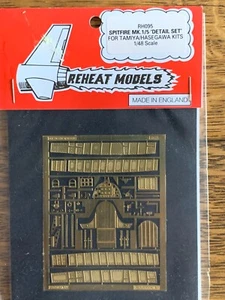 RH095
SPITFIRE MK.1/5 'DETAIL SET'
FOR TAMIYA/HASEGAWA KITS
1/48 Scale
REHEAT MODELS
MADE IN ENGLAND